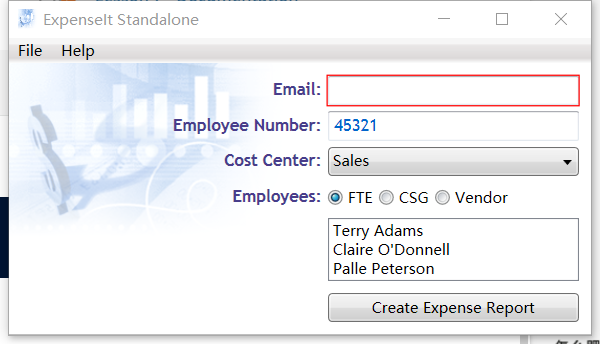 ExpenseIt Standalone
File Help
Email:
Employee Number: 45321
Cost Center: Sales
Employees: FTE CSG Vendor
Terry Adams
Claire O'Donnell
Palle Peterson
Create Expense Report